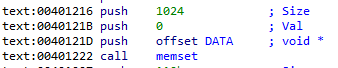 text:00401216 push 1024 ; Size
text:0040121B push 0 ; Val
text:0040121D push offset DATA ; void *
text:00401222 call memset